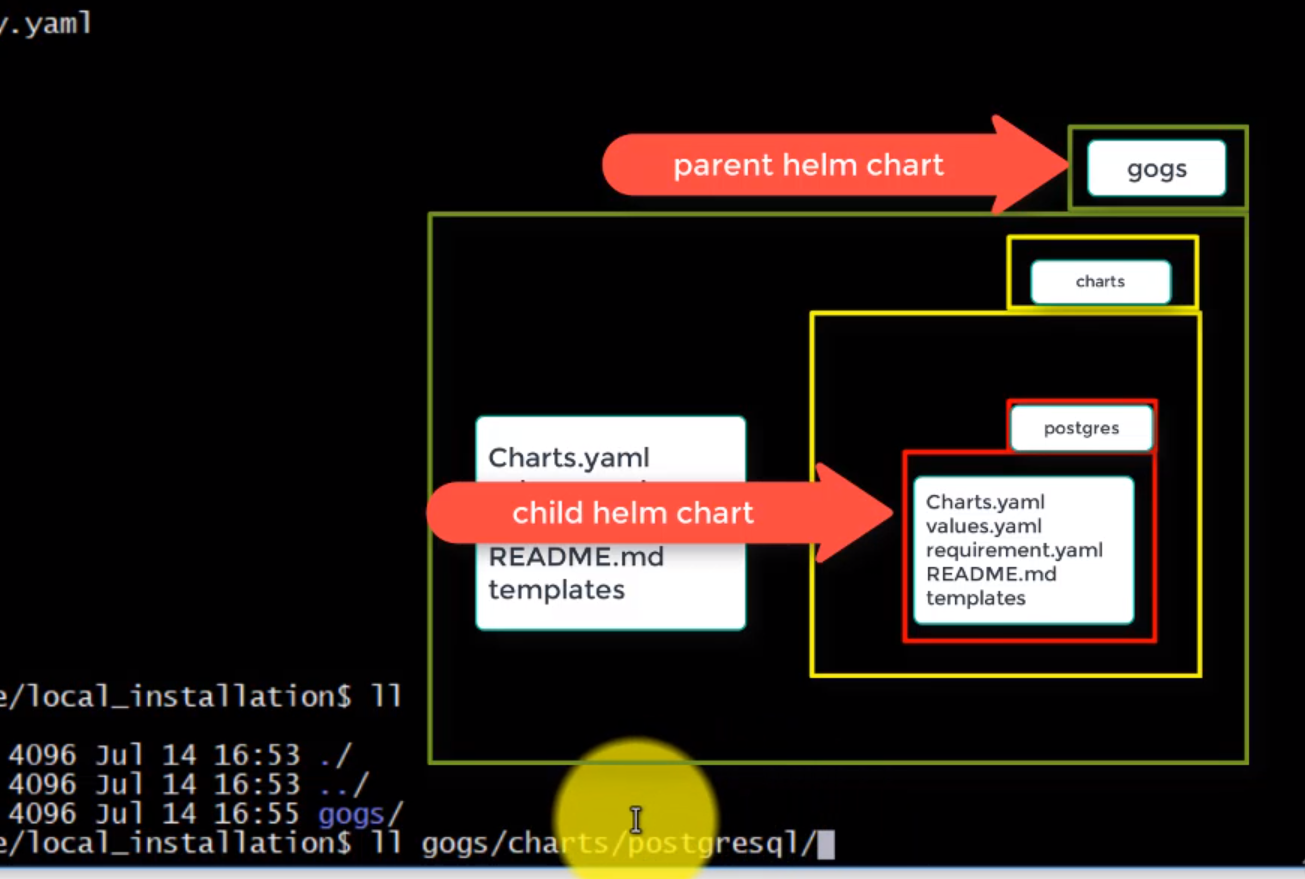 .yaml
parent helm chart
gogs
charts
postgres
Charts.yaml
child helm chart
README.md
templates
Charts.yaml
values.yaml
requirement.yaml
README.md
templates
e/local_installation$ ll
4096 Jul 14 16:53 ./
4096 Jul 14 16:53 ../
4096 Jul 14 16:55 gogs/
e/local_installation$ ll gogs/charts/postgresql/